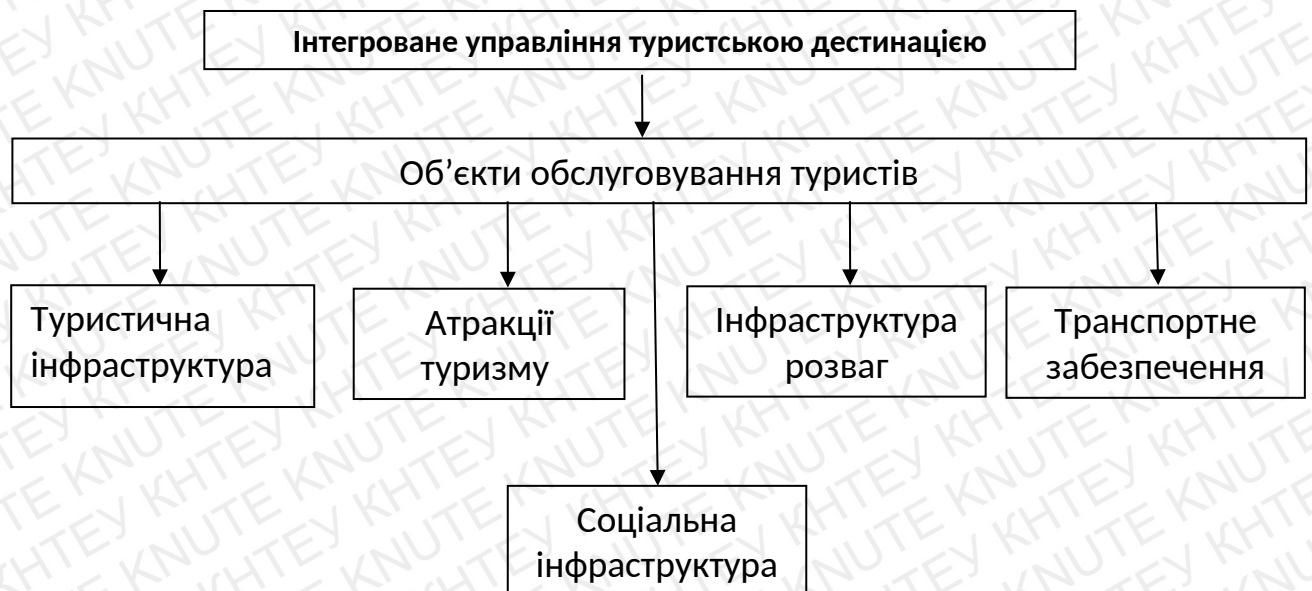 Інтегроване управління туристською дестинацією
Об’єкти обслуговування туристів
Туристична
інфраструктура
Атракції
туризму
Інфраструктура
розваг
Транспортне
забезпечення
Соціальна
інфраструктура